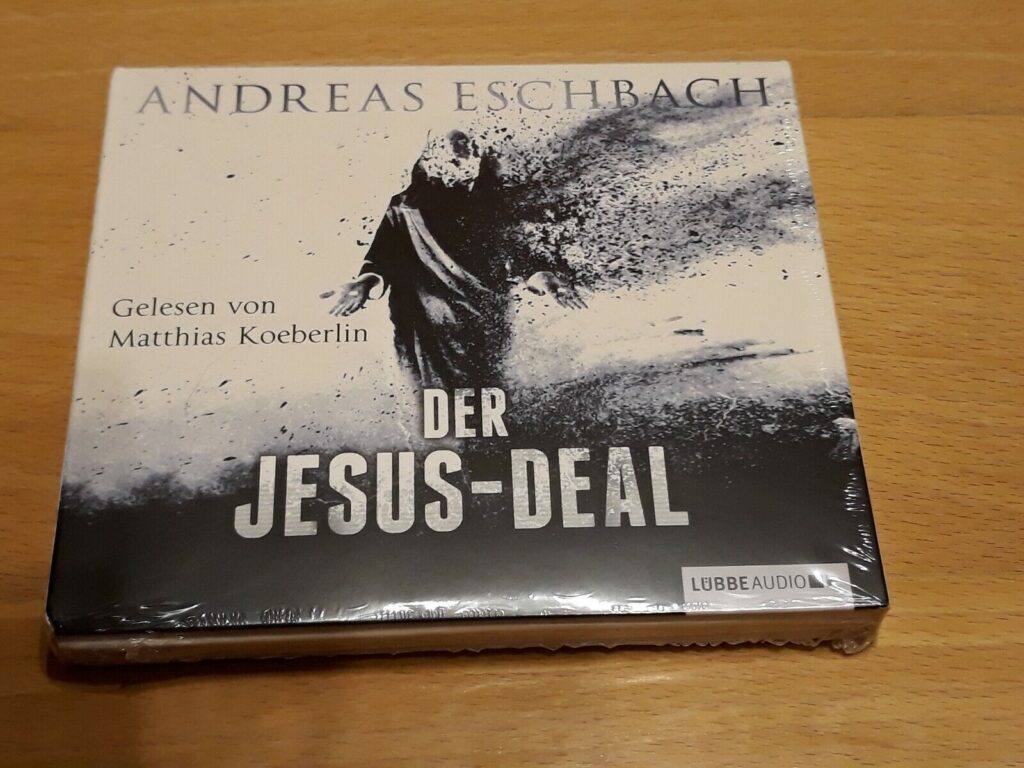 ANDREAS ESCHBACH
Gelesen von
Matthias Koeberlin
DER
JESUS-DEAL
LÜBBE AUDIO